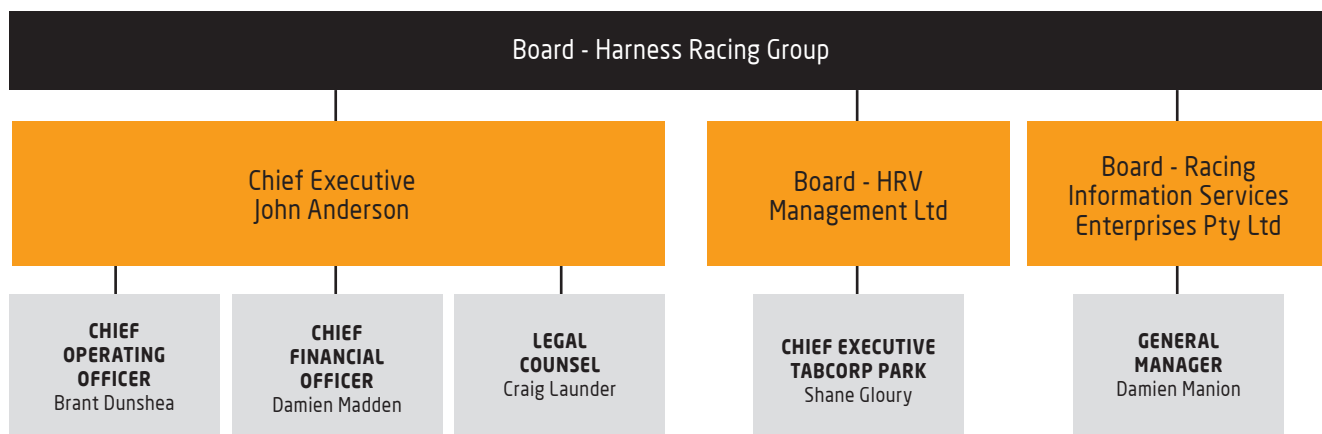 Board - Harness Racing Group
Chief Executive
John Anderson
Board - HRV
Management Ltd
Board - Racing
Information Services
Enterprises Pty Ltd
CHIEF
OPERATING
OFFICER
Brant Dunshea
CHIEF
FINANCIAL
OFFICER
Damien Madden
LEGAL
COUNSEL
Craig Launder
CHIEF EXECUTIVE
TABCORP PARK
Shane Gloury
GENERAL
MANAGER
Damien Manion